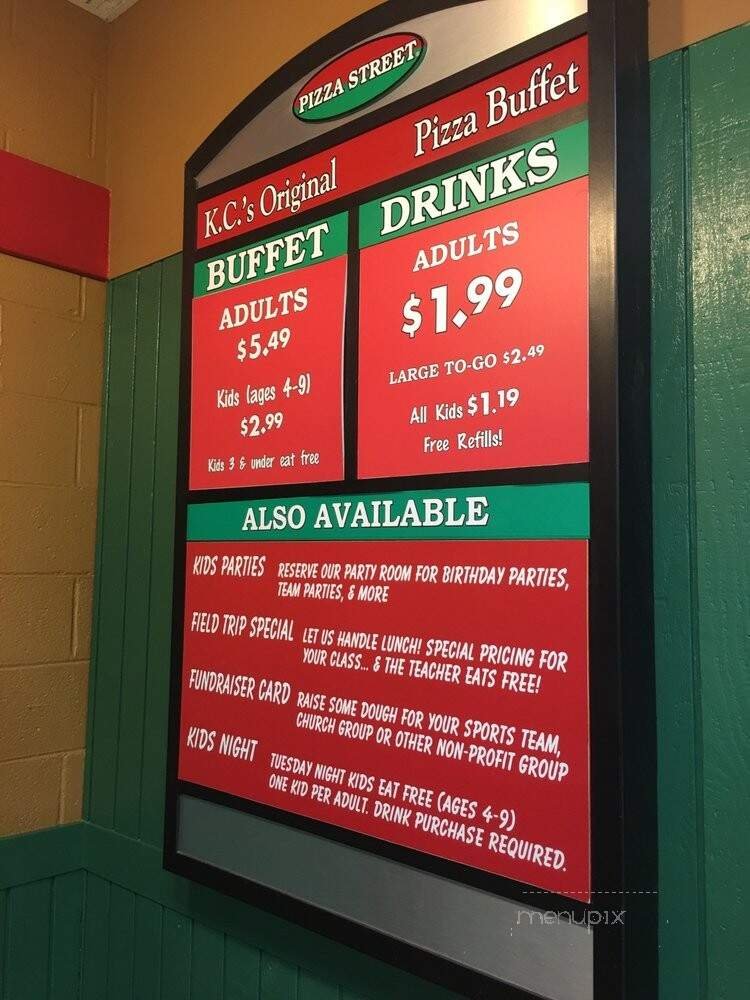 PIZZA STREET
K.C.'s Original Pizza Buffet
BUFFET
ADULTS
$5.49
Kids (ages 4-9)
$2.99
Kids 3 & under eat free
DRINKS
ADULTS
$1.99
LARGE TO-GO $2.49
All Kids $1.19
Free Refills!
ALSO AVAILABLE
KIDS PARTIES RESERVE OUR PARTY ROOM FOR BIRTHDAY PARTIES,
TEAM PARTIES, & MORE
FIELD TRIP SPECIAL LET US HANDLE LUNCH! SPECIAL PRICING FOR
YOUR CLASS... & THE TEACHER EATS FREE!
FUNDRAISER CARD RAISE SOME DOUGH FOR YOUR SPORTS TEAM,
CHURCH GROUP OR OTHER NON-PROFIT GROUP
KIDS NIGHT TUESDAY NIGHT KIDS EAT FREE (AGES 4-9)
ONE KID PER ADULT. DRINK PURCHASE REQUIRED.
menupix